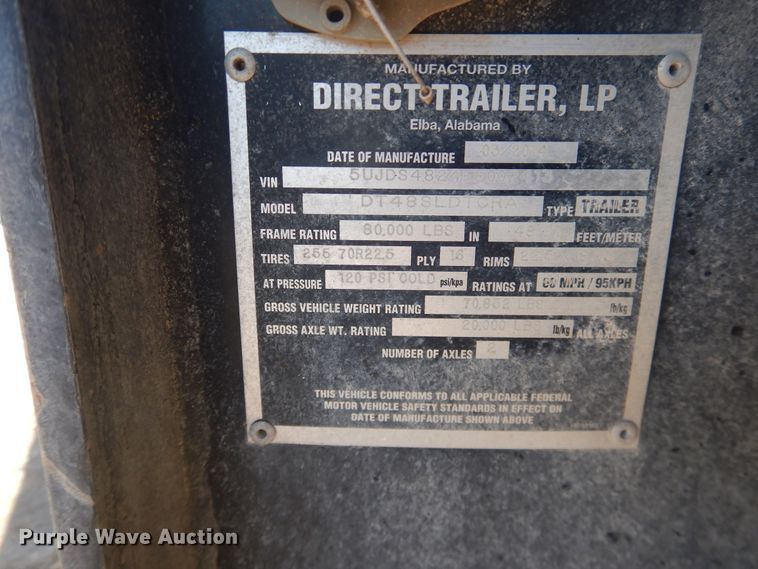 MANUFACTURED BY
DIRECT TRAILER, LP
Elba, Alabama
DATE OF MANUFACTURE
VIN
MODEL DT48SLDTCRA TYPE TRAILER
FRAME RATING 80,000 LBS IN 48 FEET/METER
TIRES 255 70R22.5 PLY 16 RIMS
AT PRESSURE 120 PSI COLD psi/kpa RATINGS AT 60 MPH / 95KPH
GROSS VEHICLE WEIGHT RATING lb/kg
GROSS AXLE WT. RATING 20,000 LBS lb/kg ALL AXLES
NUMBER OF AXLES 2
THIS VEHICLE CONFORMS TO ALL APPLICABLE FEDERAL
MOTOR VEHICLE SAFETY STANDARDS IN EFFECT ON
DATE OF MANUFACTURE SHOWN ABOVE
Purple Wave Auction